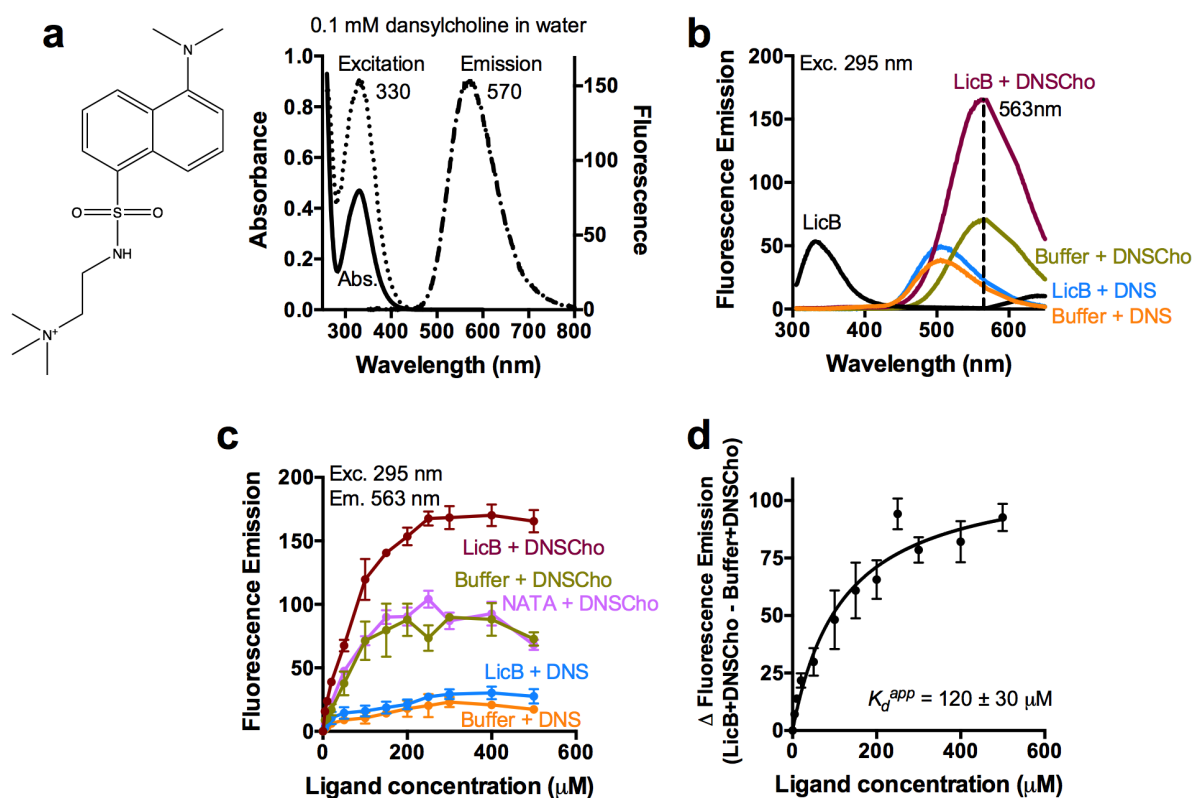 a
N
O
S
O
NH
N+
0.1 mM dansylcholine in water
1.0
0.8
0.6
0.4
0.2
0.0
Absorbance
Excitation
330
Emission
570
Abs.
150
100
50
0
Fluorescence
300 400 500 600 700 800
Wavelength (nm)
b
Exc. 295 nm
200
150
100
50
0
Fluorescence Emission
LicB + DNSCho
563nm
LicB
Buffer + DNSCho
LicB + DNS
Buffer + DNS
300 400 500 600
Wavelength (nm)
c
Exc. 295 nm
Em. 563 nm
200
150
100
50
0
Fluorescence Emission
LicB + DNSCho
Buffer + DNSCho
NATA + DNSCho
LicB + DNS
Buffer + DNS
0 200 400 600
Ligand concentration (μM)
d
Δ Fluorescence Emission
(LicB+DNSCho - Buffer+DNSCho)
100
75
50
25
0
Kd^app = 120 ± 30 μM
0 200 400 600
Ligand concentration (μM)